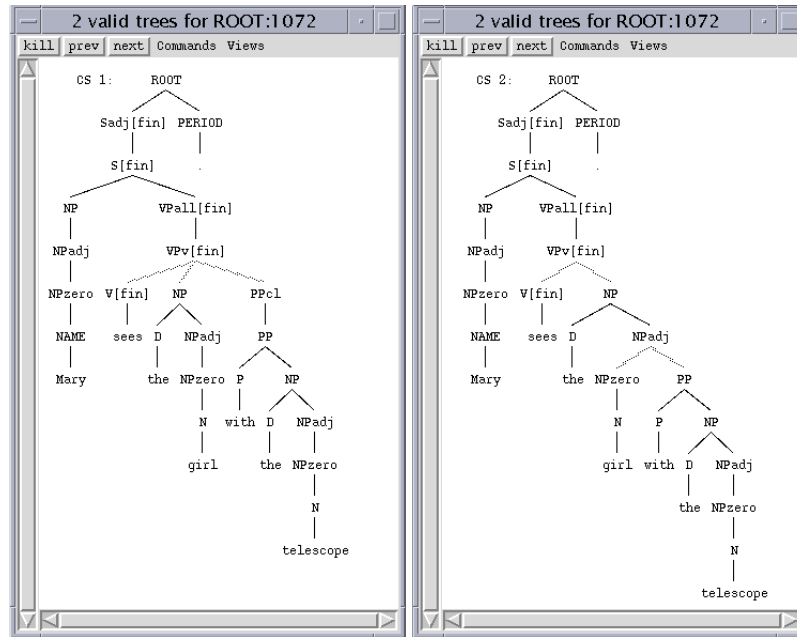 2 valid trees for ROOT:1072
kill prev next Commands Views
CS 1: ROOT
Sadj[fin] PERIOD
S[fin] .
NP VPall[fin]
NPadj VPv[fin]
NPzero V[fin] NP PPcl
NAME sees D NPadj PP
Mary the NPzero P NP
N with D NPadj
girl the NPzero
N
telescope
2 valid trees for ROOT:1072
kill prev next Commands Views
CS 2: ROOT
Sadj[fin] PERIOD
S[fin] .
NP VPall[fin]
NPadj VPv[fin]
NPzero V[fin] NP
NAME sees D NPadj
Mary the NPzero PP
N P NP
girl with D NPadj
the NPzero
N
telescope